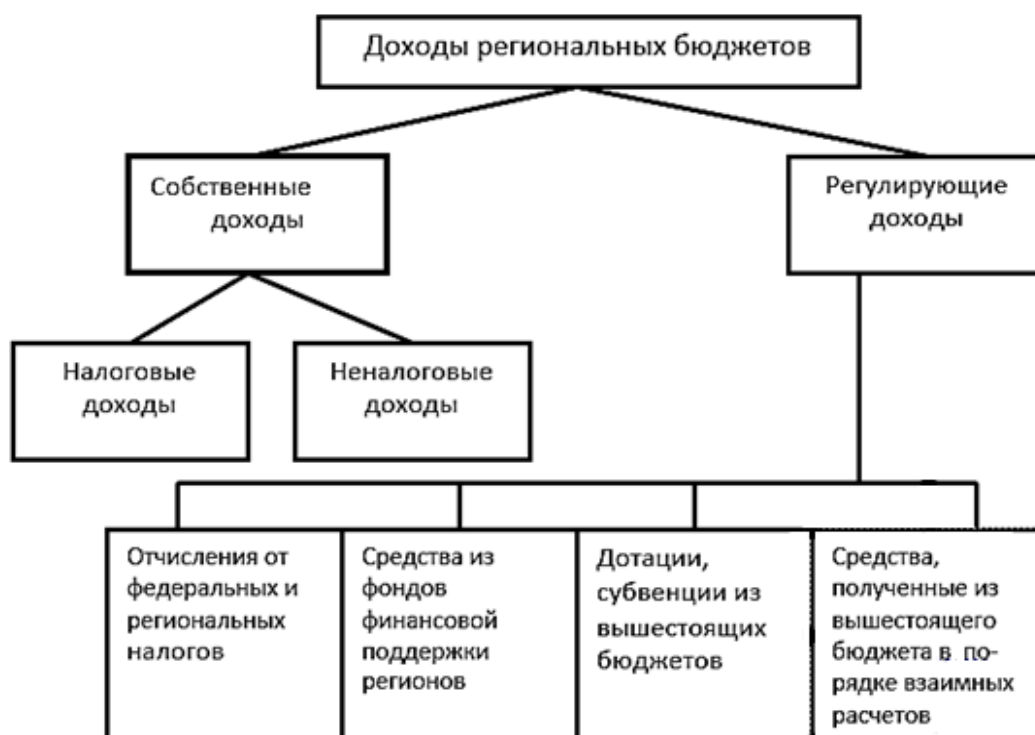 Доходы региональных бюджетов
Собственные
доходы
Регулирующие
доходы
Налоговые
доходы
Неналоговые
доходы
Отчисления от
федеральных и
региональных
налогов
Средства из
фондов
финансовой
поддержки
регионов
Дотации,
субвенции из
вышестоящих
бюджетов
Средства,
полученные из
вышестоящего
бюджета в по-
рядке взаимных
расчетов